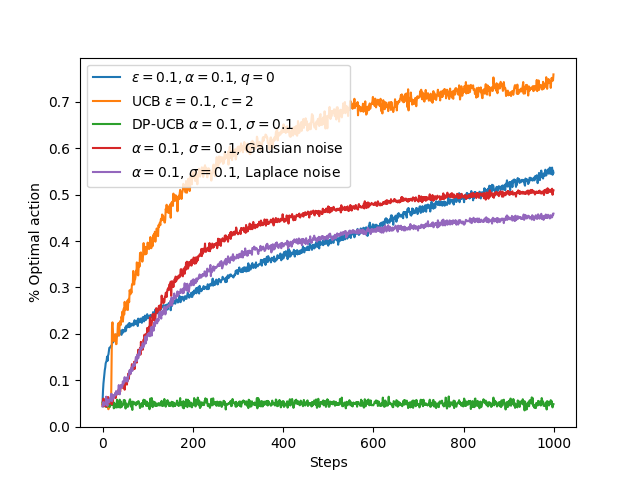 ε = 0.1, α = 0.1, q = 0
UCB ε = 0.1, c = 2
DP-UCB α = 0.1, σ = 0.1
α = 0.1, σ = 0.1, Gausian noise
α = 0.1, σ = 0.1, Laplace noise
% Optimal action
0.7
0.6
0.5
0.4
0.3
0.2
0.1
0.0
0 200 400 600 800 1000
Steps